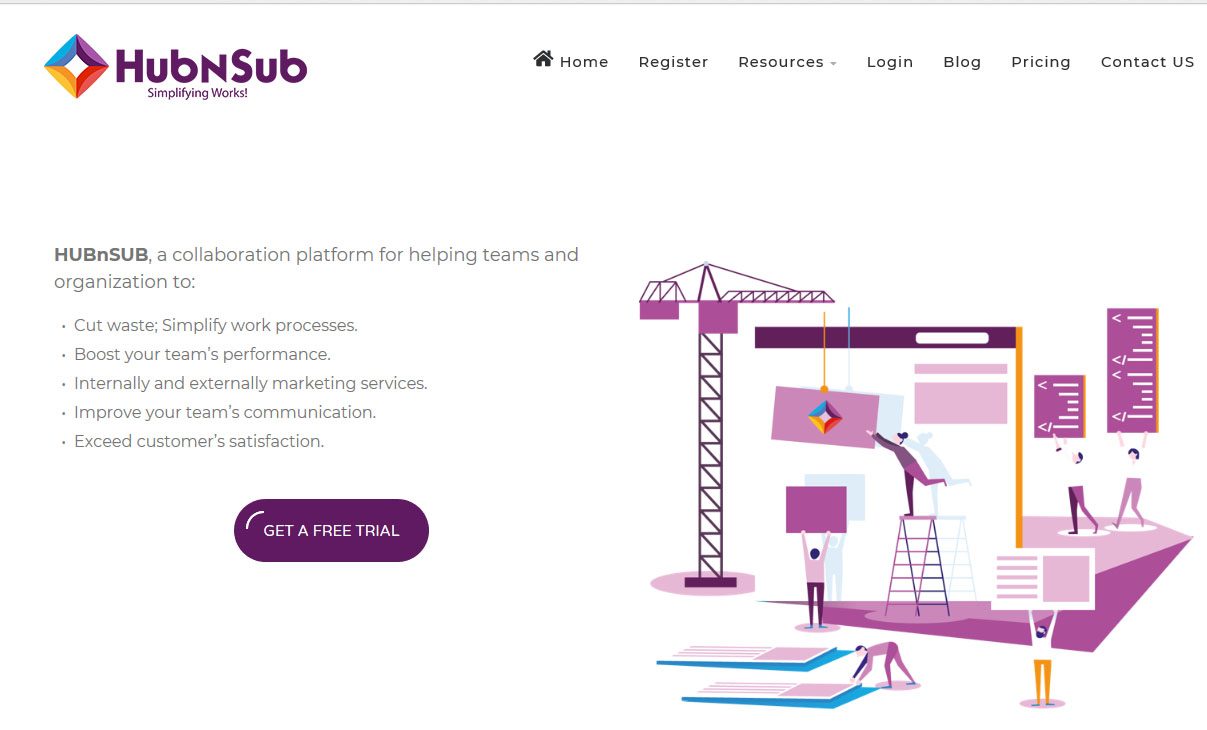 HubnSub
Simplifying Works!
Home Register Resources Login Blog Pricing Contact US
HUBnSUB, a collaboration platform for helping teams and
organization to:
• Cut waste; Simplify work processes.
• Boost your team’s performance.
• Internally and externally marketing services.
• Improve your team’s communication.
• Exceed customer’s satisfaction.
GET A FREE TRIAL
<
</
<
</
<
</